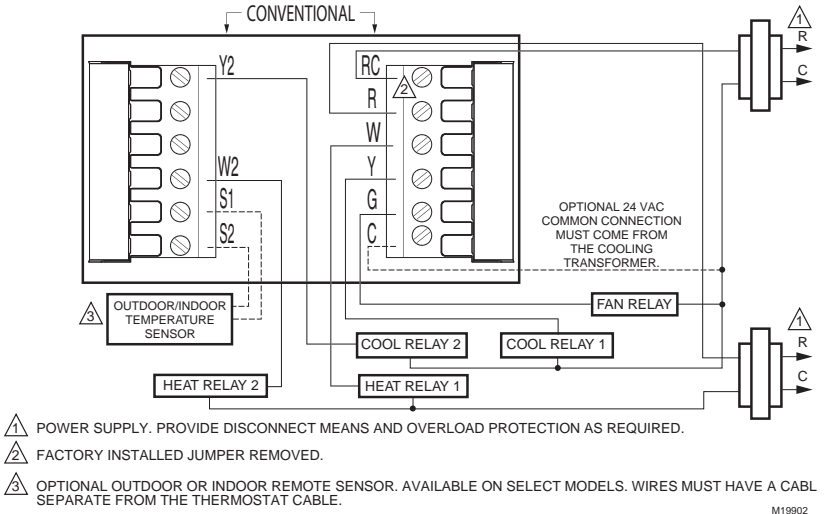 CONVENTIONAL
1
R
C
Y2
RC
2
R
W
Y
W2
S1
G
S2
C
OPTIONAL 24 VAC
COMMON CONNECTION
MUST COME FROM
THE COOLING
TRANSFORMER.
3
OUTDOOR/INDOOR
TEMPERATURE
SENSOR
FAN RELAY
1
R
C
COOL RELAY 2
COOL RELAY 1
HEAT RELAY 2
HEAT RELAY 1
1 POWER SUPPLY. PROVIDE DISCONNECT MEANS AND OVERLOAD PROTECTION AS REQUIRED.
2 FACTORY INSTALLED JUMPER REMOVED.
3 OPTIONAL OUTDOOR OR INDOOR REMOTE SENSOR. AVAILABLE ON SELECT MODELS. WIRES MUST HAVE A CABL
SEPARATE FROM THE THERMOSTAT CABLE.
M19902